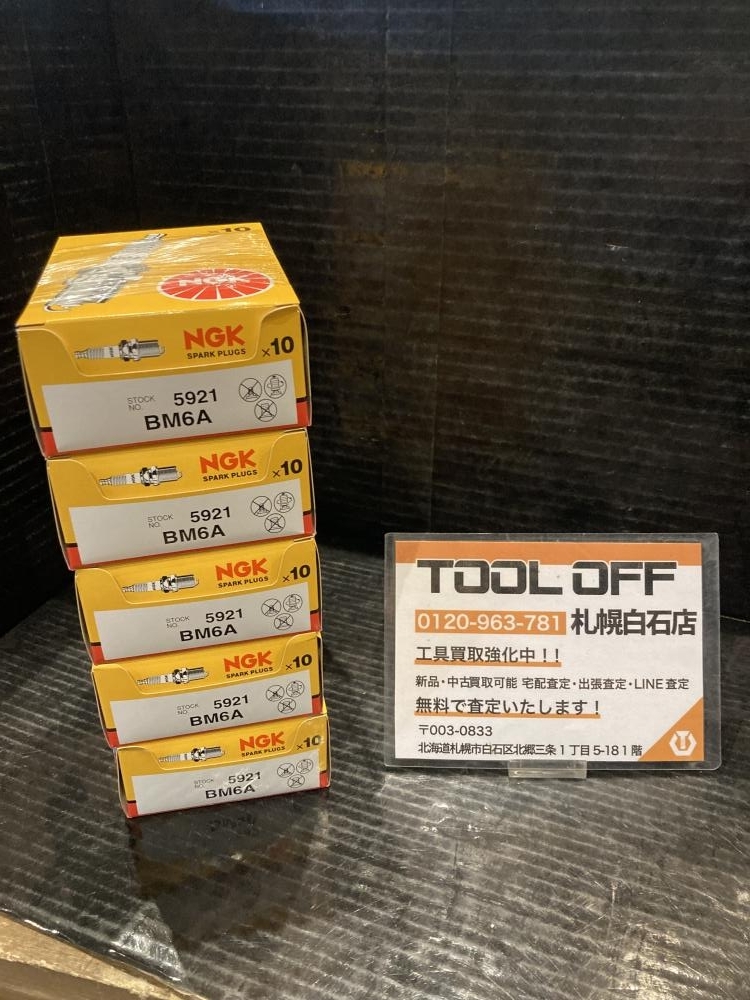 ×10
NGK
NGK
SPARK PLUGS
×10
STOCK NO. 5921
BM6A
NGK
SPARK PLUGS
×10
STOCK NO. 5921
BM6A
NGK
SPARK PLUGS
×10
STOCK NO. 5921
BM6A
NGK
SPARK PLUGS
×10
STOCK NO. 5921
BM6A
NGK
SPARK PLUGS
×10
STOCK NO. 5921
BM6A
TOOL OFF
0120-963-781 札幌白石店
工具買取強化中!!
新品・中古買取可能 宅配査定・出張査定・LINE査定
無料で査定いたします!
〒003-0833
北海道札幌市白石区北郷三条1丁目5-18 1階